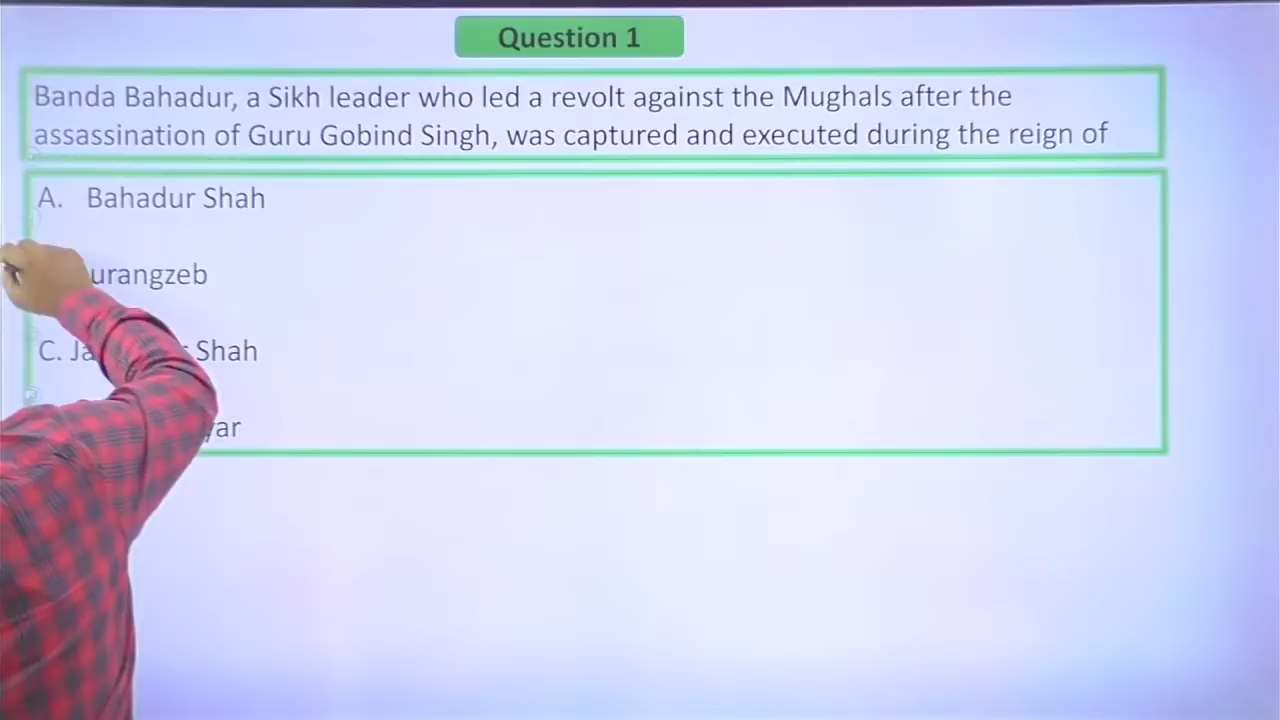 Question 1
Banda Bahadur, a Sikh leader who led a revolt against the Mughals after the
assassination of Guru Gobind Singh, was captured and executed during the reign of
A. Bahadur Shah
urangzeb
C. Ja Shah
yar